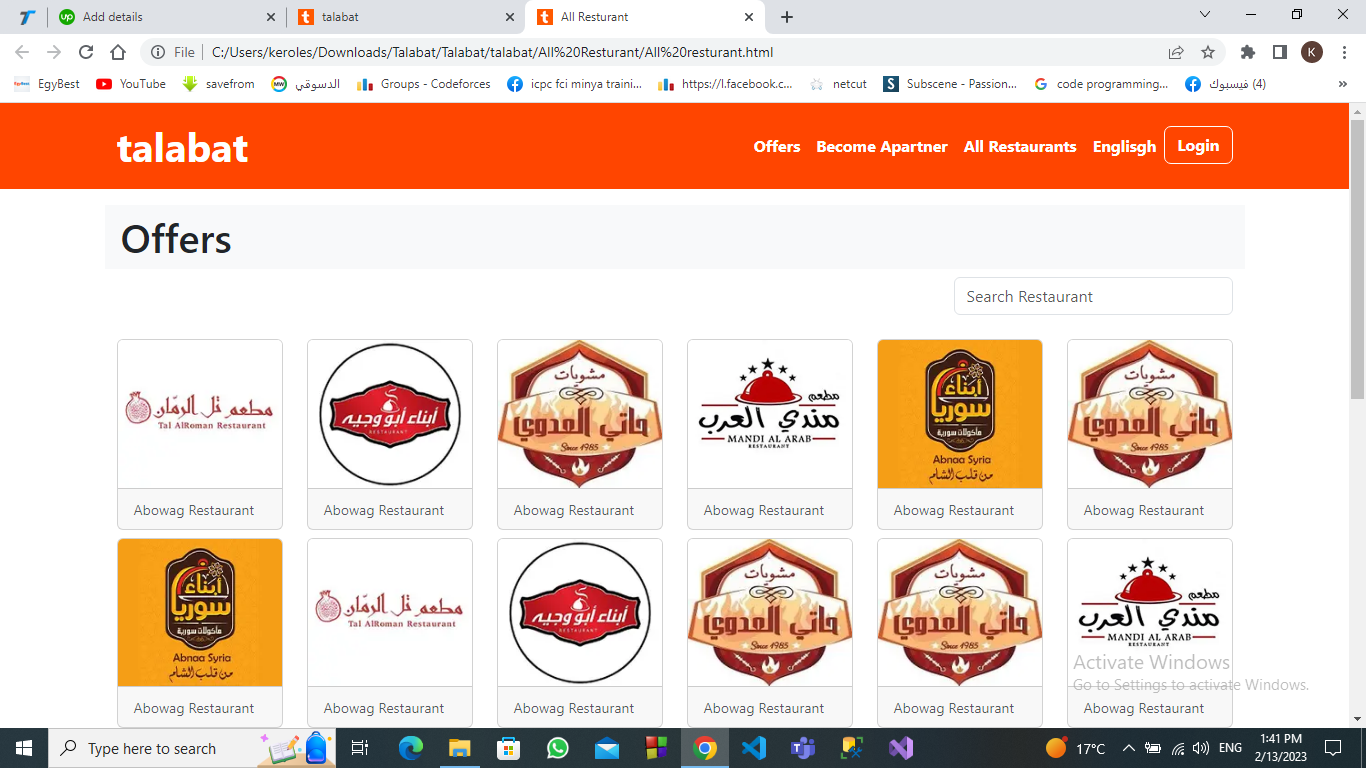 Add details
talabat
All Resturant
File
C:/Users/keroles/Downloads/Talabat/Talabat/talabat/All%20Resturant/All%20resturant.html
K
EgyBest
YouTube
savefrom
الدسوقي
Groups - Codeforces
icpc fci minya traini...
https://l.facebook.c...
netcut
Subscene - Passion...
code programming...
(4) فيسبوك
»
talabat
Offers
Become Apartner
All Restaurants
Englisgh
Login
Offers
Search Restaurant
مطعم تل الرمان
Tal AlRoman Restaurant
أبناء أبو وجيه
RESTAURANT
مشويات
حاتي العدوي
Since 1985
مطعم
مندي العرب
MANDI AL ARAB
RESTAURANT
أبناء
سوريا
مأكولات سورية
Abnaa Syria
من قلب الشام
مشويات
حاتي العدوي
Since 1985
Abowag Restaurant
Abowag Restaurant
Abowag Restaurant
Abowag Restaurant
Abowag Restaurant
Abowag Restaurant
أبناء
سوريا
مأكولات سورية
Abnaa Syria
من قلب الشام
مطعم تل الرمان
Tal AlRoman Restaurant
أبناء أبو وجيه
RESTAURANT
مشويات
حاتي العدوي
Since 1985
مشويات
حاتي العدوي
Since 1985
مطعم
مندي العرب
MANDI AL ARAB
RESTAURANT
Activate Windows
Go to Settings to activate Windows.
Abowag Restaurant
Abowag Restaurant
Abowag Restaurant
Abowag Restaurant
Abowag Restaurant
Abowag Restaurant
Type here to search
17°C
ENG
1:41 PM
2/13/2023